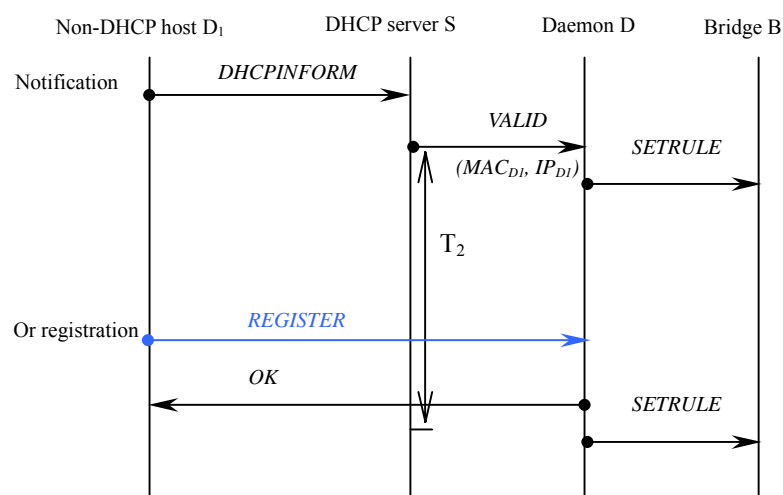 Non-DHCP host D1
DHCP server S
Daemon D
Bridge B
Notification
DHCPINFORM
VALID
SETRULE
(MACD1, IPD1)
T2
Or registration
REGISTER
OK
SETRULE